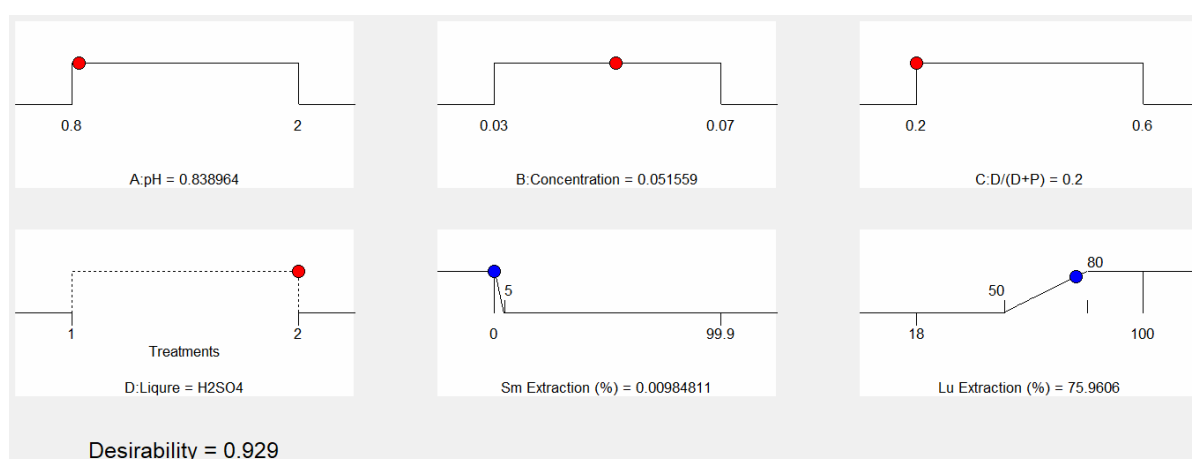 0.8 2
A:pH = 0.838964
0.03 0.07
B:Concentration = 0.051559
0.2 0.6
C:D/(D+P) = 0.2
1 2
Treatments
D:Liqure = H2SO4
5
0 99.9
Sm Extraction (%) = 0.00984811
80
50
18 100
Lu Extraction (%) = 75.9606
Desirability = 0.929